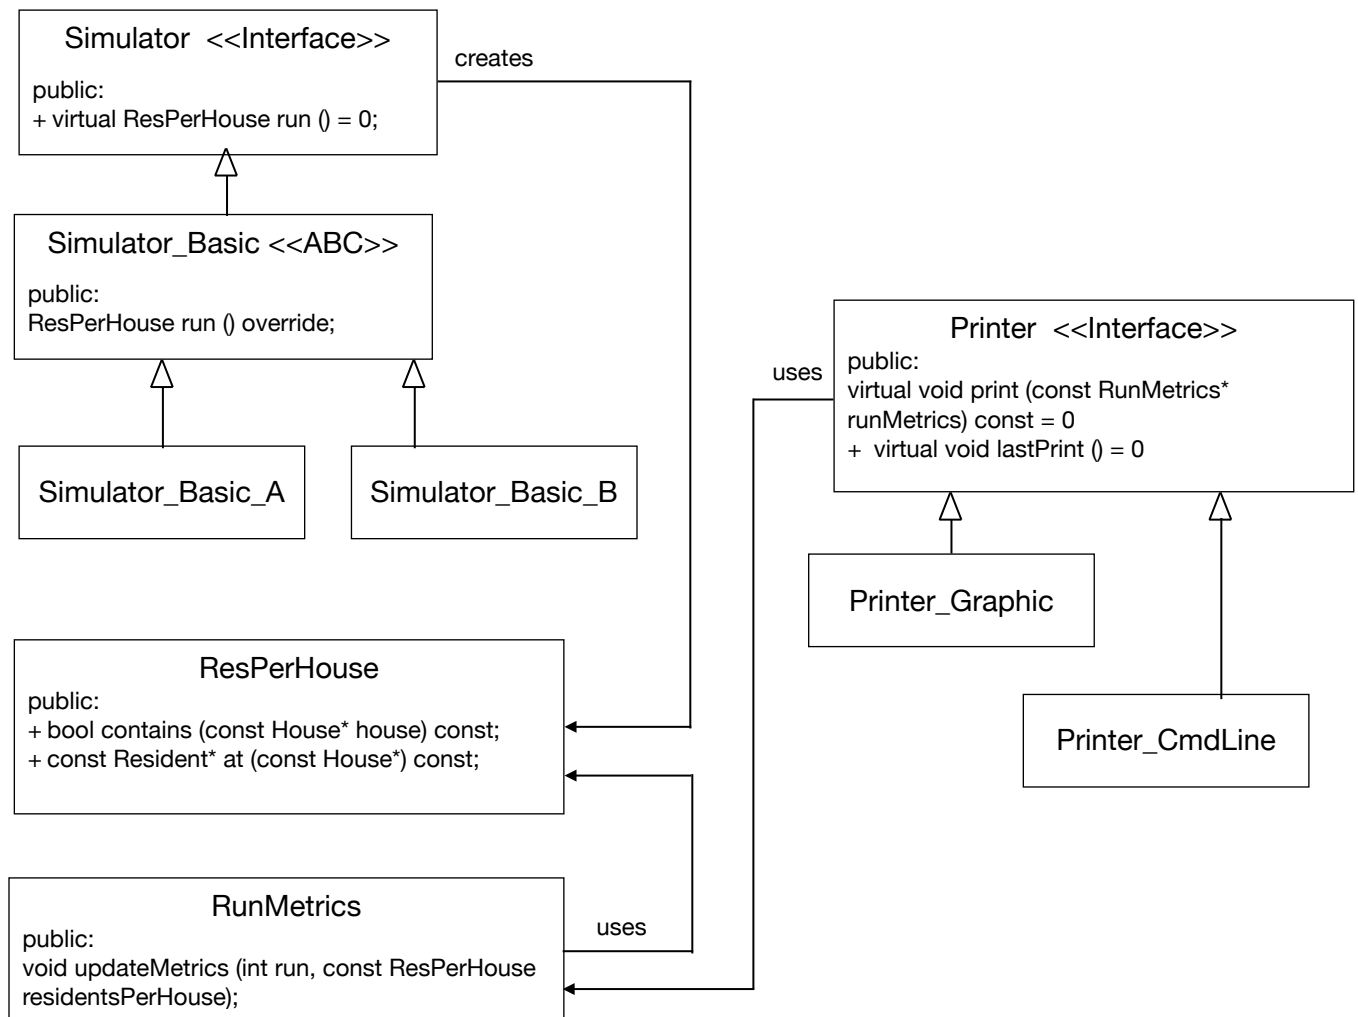 Simulator <<Interface>>
public:
+ virtual ResPerHouse run () = 0;
creates
Simulator_Basic <<ABC>>
public:
ResPerHouse run () override;
Simulator_Basic_A
Simulator_Basic_B
Printer <<Interface>>
public:
virtual void print (const RunMetrics*
runMetrics) const = 0
+ virtual void lastPrint () = 0
uses
Printer_Graphic
Printer_CmdLine
ResPerHouse
public:
+ bool contains (const House* house) const;
+ const Resident* at (const House*) const;
RunMetrics
public:
void updateMetrics (int run, const ResPerHouse
residentsPerHouse);
uses